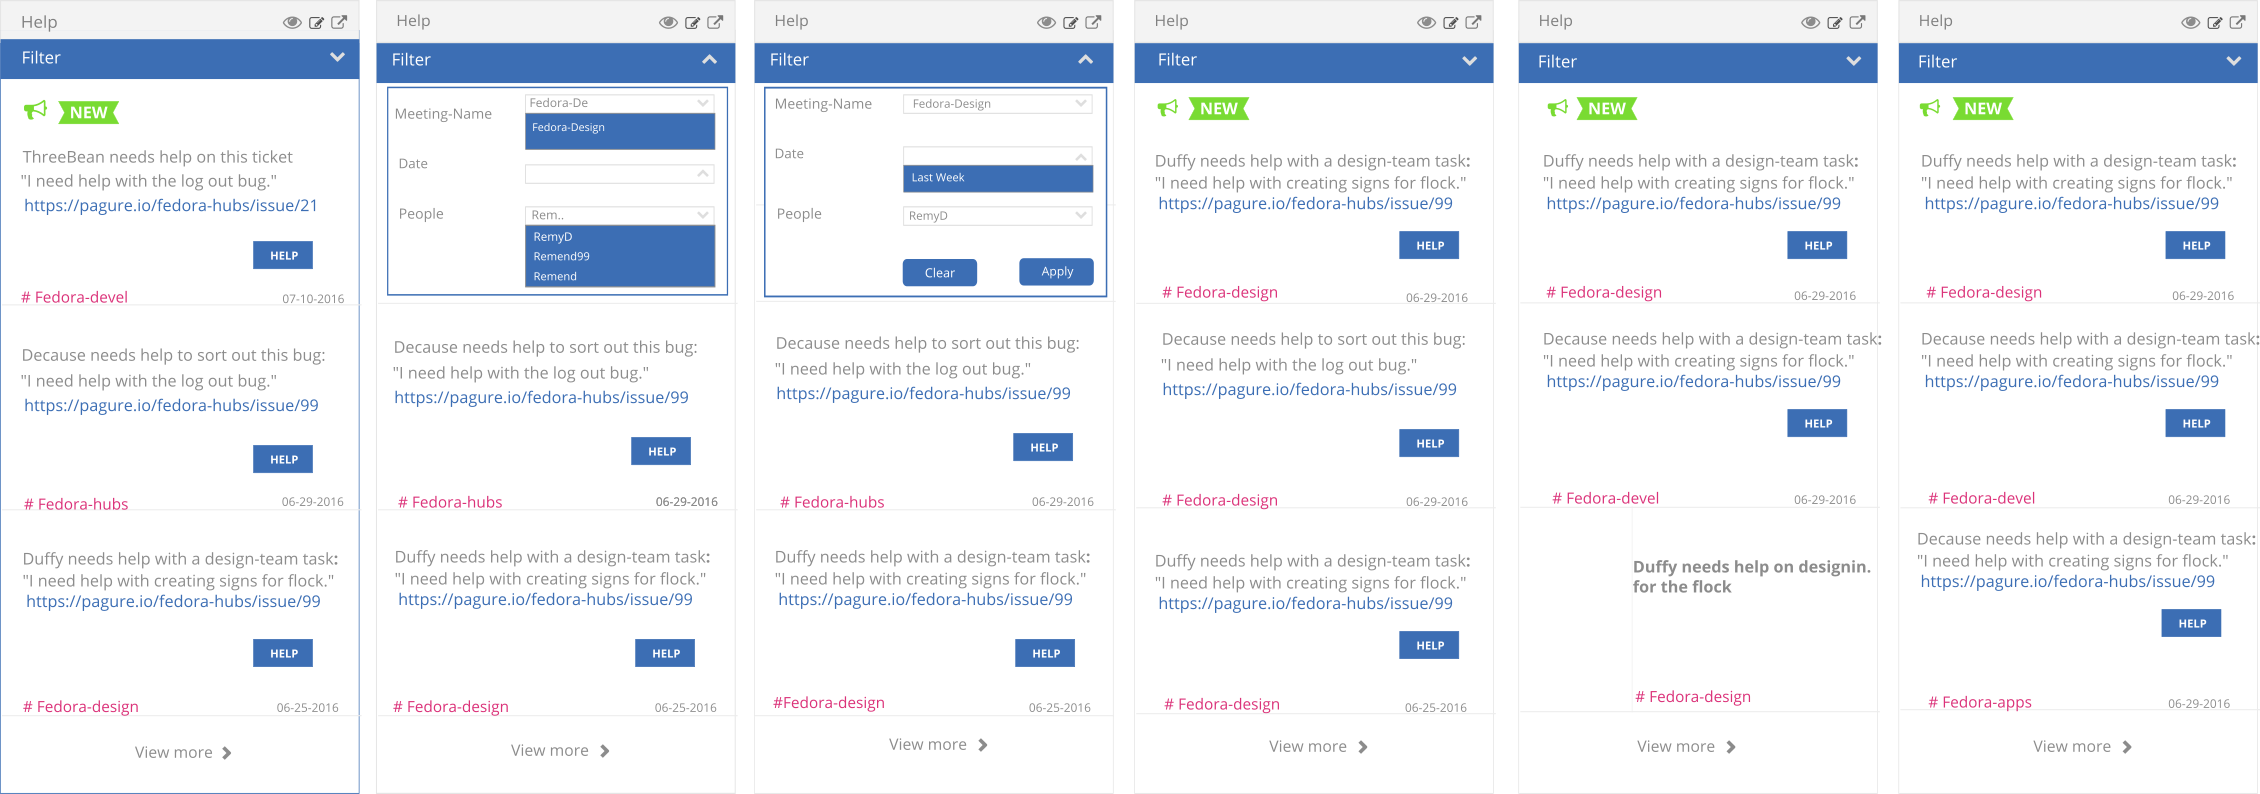 Help
Filter
NEW
ThreeBean needs help on this ticket
"I need help with the log out bug."
https://pagure.io/fedora-hubs/issue/21
HELP
# Fedora-devel
07-10-2016
Decause needs help to sort out this bug:
"I need help with the log out bug."
https://pagure.io/fedora-hubs/issue/99
HELP
# Fedora-hubs
06-29-2016
Duffy needs help with a design-team task:
"I need help with creating signs for flock."
https://pagure.io/fedora-hubs/issue/99
HELP
# Fedora-design
06-25-2016
View more
Help
Filter
Meeting-Name
Fedora-De
Fedora-Design
Date
People
Rem..
RemyD
Remend99
Remend
Decause needs help to sort out this bug:
"I need help with the log out bug."
https://pagure.io/fedora-hubs/issue/99
HELP
# Fedora-hubs
06-29-2016
Duffy needs help with a design-team task:
"I need help with creating signs for flock."
https://pagure.io/fedora-hubs/issue/99
HELP
# Fedora-design
06-25-2016
View more
Help
Filter
Meeting-Name
Fedora-Design
Date
Last Week
People
RemyD
Clear
Apply
Decause needs help to sort out this bug:
"I need help with the log out bug."
https://pagure.io/fedora-hubs/issue/99
HELP
# Fedora-hubs
06-29-2016
Duffy needs help with a design-team task:
"I need help with creating signs for flock."
https://pagure.io/fedora-hubs/issue/99
HELP
#Fedora-design
06-25-2016
View more
Help
Filter
NEW
Duffy needs help with a design-team task:
"I need help with creating signs for flock."
https://pagure.io/fedora-hubs/issue/99
HELP
# Fedora-design
06-29-2016
Decause needs help to sort out this bug:
"I need help with the log out bug."
https://pagure.io/fedora-hubs/issue/99
HELP
# Fedora-design
06-29-2016
Duffy needs help with a design-team task:
"I need help with creating signs for flock."
https://pagure.io/fedora-hubs/issue/99
HELP
# Fedora-design
06-25-2016
View more
Help
Filter
NEW
Duffy needs help with a design-team task:
"I need help with creating signs for flock."
https://pagure.io/fedora-hubs/issue/99
HELP
# Fedora-design
06-29-2016
Decause needs help with a design-team task:
"I need help with creating signs for flock."
https://pagure.io/fedora-hubs/issue/99
HELP
# Fedora-devel
06-29-2016
Duffy needs help on designin.
for the flock
# Fedora-design
View more
Help
Filter
NEW
Duffy needs help with a design-team task:
"I need help with creating signs for flock."
https://pagure.io/fedora-hubs/issue/99
HELP
# Fedora-design
06-29-2016
Decause needs help with a design-team task:
"I need help with creating signs for flock."
https://pagure.io/fedora-hubs/issue/99
HELP
# Fedora-devel
06-29-2016
Decause needs help with a design-team task:
"I need help with creating signs for flock."
https://pagure.io/fedora-hubs/issue/99
HELP
# Fedora-apps
06-29-2016
View more